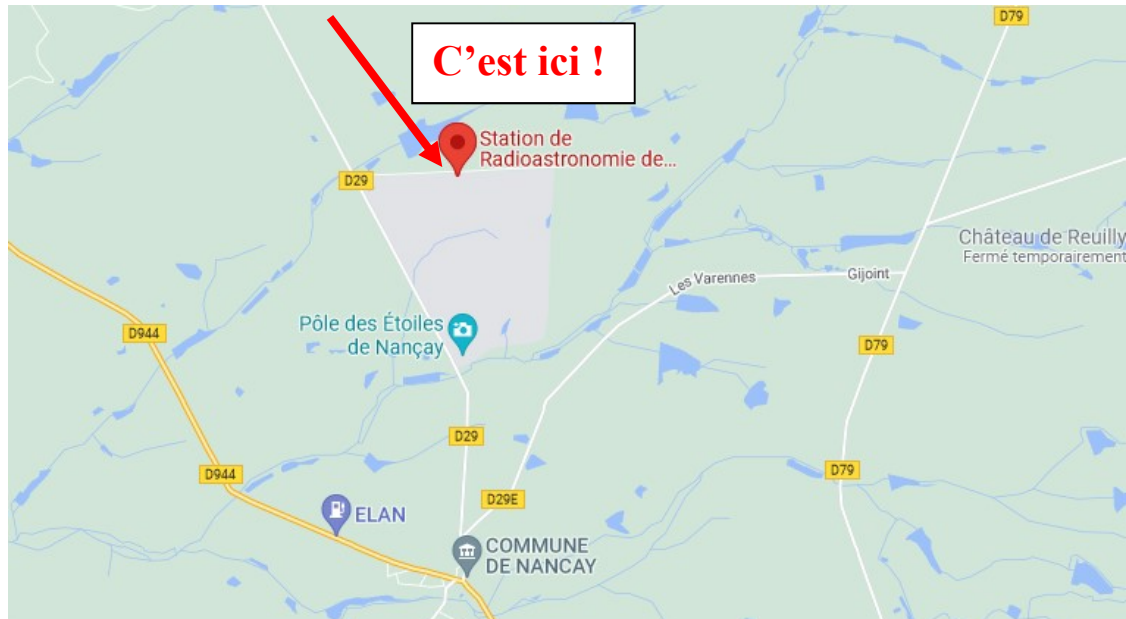 D79
C’est ici !
Station de
Radioastronomie de...
D29
Château de Reuilly
Fermé temporairement
Les Varennes
Gijoint
Pôle des Étoiles
de Nançay
D944
D79
D29
D944
D79
D29E
ELAN
COMMUNE
DE NANCAY